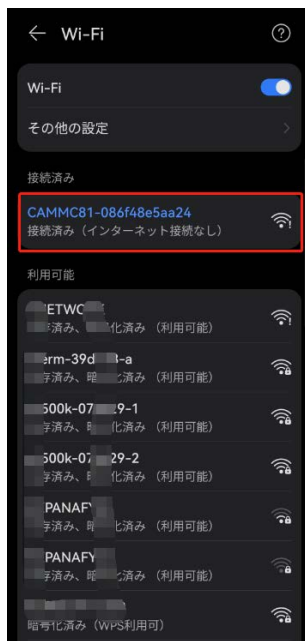 Wi-Fi
Wi-Fi
その他の設定
接続済み
CAMMC81-086f48e5aa24
接続済み（インターネット接続なし）
利用可能
ETWO
存済み、 化済み （利用可能）
erm-39d 3-a
存済み、暗 化済み （利用可能）
500k-07 29-1
存済み、 化済み （利用可能）
500k-07 29-2
存済み、 化済み （利用可能）
PANAFY
存済み、 化済み （利用可能）
PANAFY
存済み、暗 化済み （利用可能）
暗号化済み（WPS利用可）